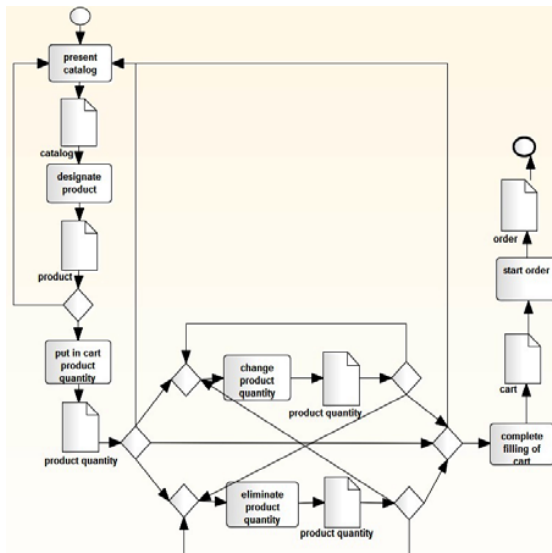 present
catalog
catalog
designate
product
product
put in cart
product
quantity
product quantity
change
product
quantity
product quantity
eliminate
product
quantity
product quantity
order
start order
cart
complete
filling of
cart